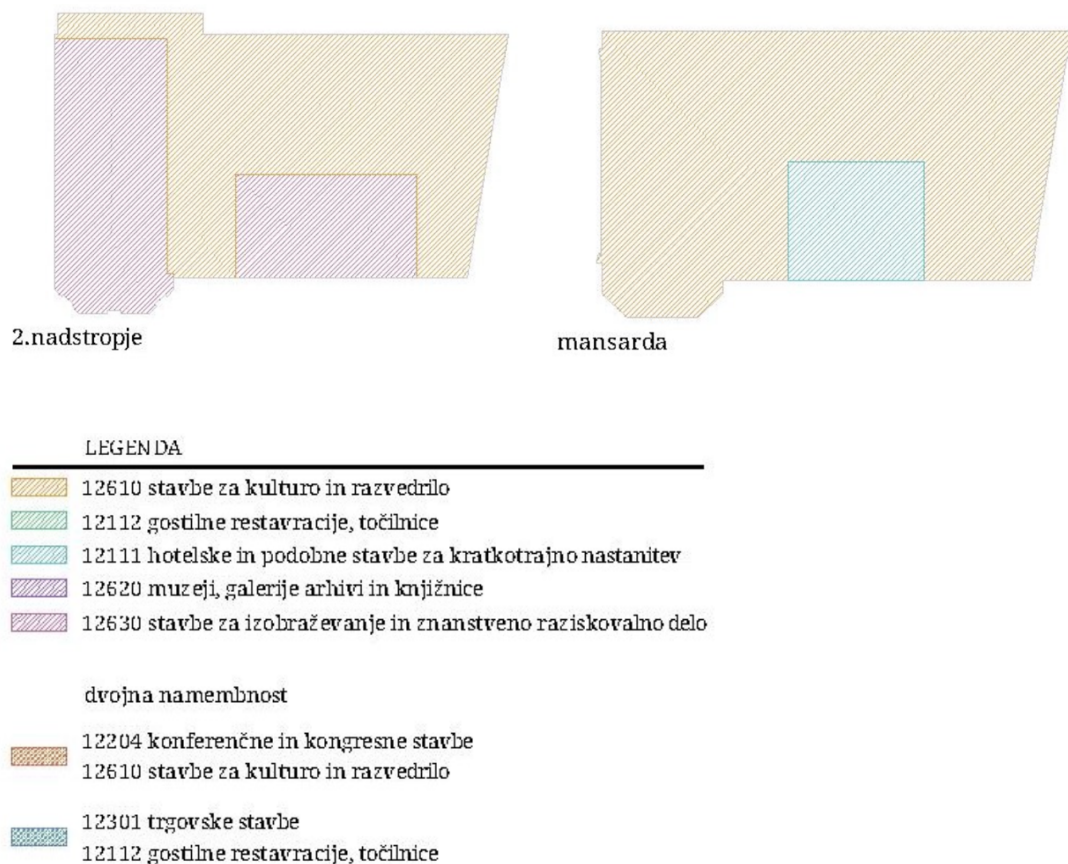 2.nadstropje
mansarda
LEGENDA
12610 stavbe za kulturo in razvedrilo
12112 gostilne restavracije, točilnice
12111 hotelske in podobne stavbe za kratkotrajno nastanitev
12620 muzeji, galerije arhivi in knjižnice
12630 stavbe za izobraževanje in znanstveno raziskovalno delo
dvojna namembnost
12204 konferenčne in kongresne stavbe
12610 stavbe za kulturo in razvedrilo
12301 trgovske stavbe
12112 gostilne restavracije, točilnice